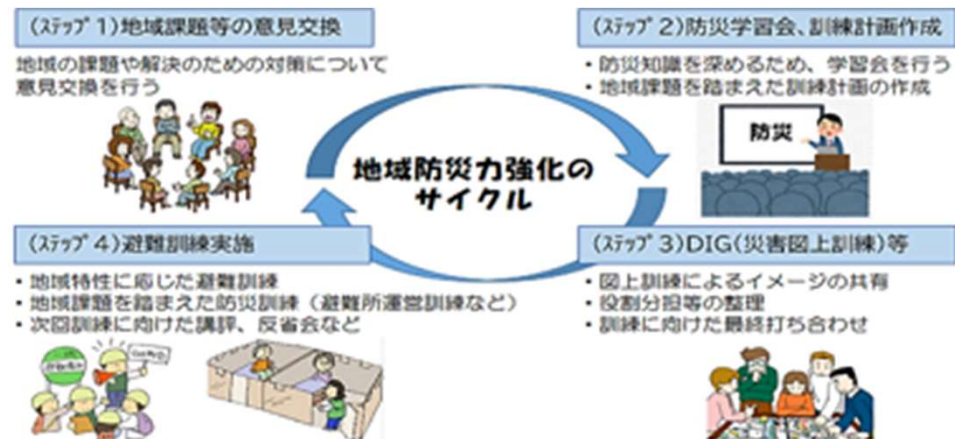 (ｽﾃｯﾌﾟ1)地域課題等の意見交換
地域の課題や解決のための対策について
意見交換を行う
(ｽﾃｯﾌﾟ2)防災学習会、訓練計画作成
・防災知識を深めるため、学習会を行う
・地域課題を踏まえた訓練計画の作成
防災
地域防災力強化の
サイクル
(ｽﾃｯﾌﾟ3)DIG(災害図上訓練)等
・図上訓練によるイメージの共有
・役割分担等の整理
・訓練に向けた最終打ち合わせ
(ｽﾃｯﾌﾟ4)避難訓練実施
・地域特性に応じた避難訓練
・地域課題を踏まえた防災訓練（避難所運営訓練など）
・次回訓練に向けた講評、反省会など